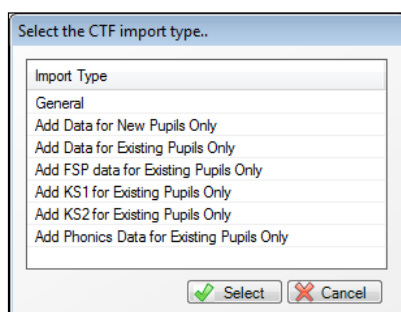 Select the CTF import type..
Import Type
General
Add Data for New Pupils Only
Add Data for Existing Pupils Only
Add FSP data for Existing Pupils Only
Add KS1 for Existing Pupils Only
Add KS2 for Existing Pupils Only
Add Phonics Data for Existing Pupils Only
Select Cancel